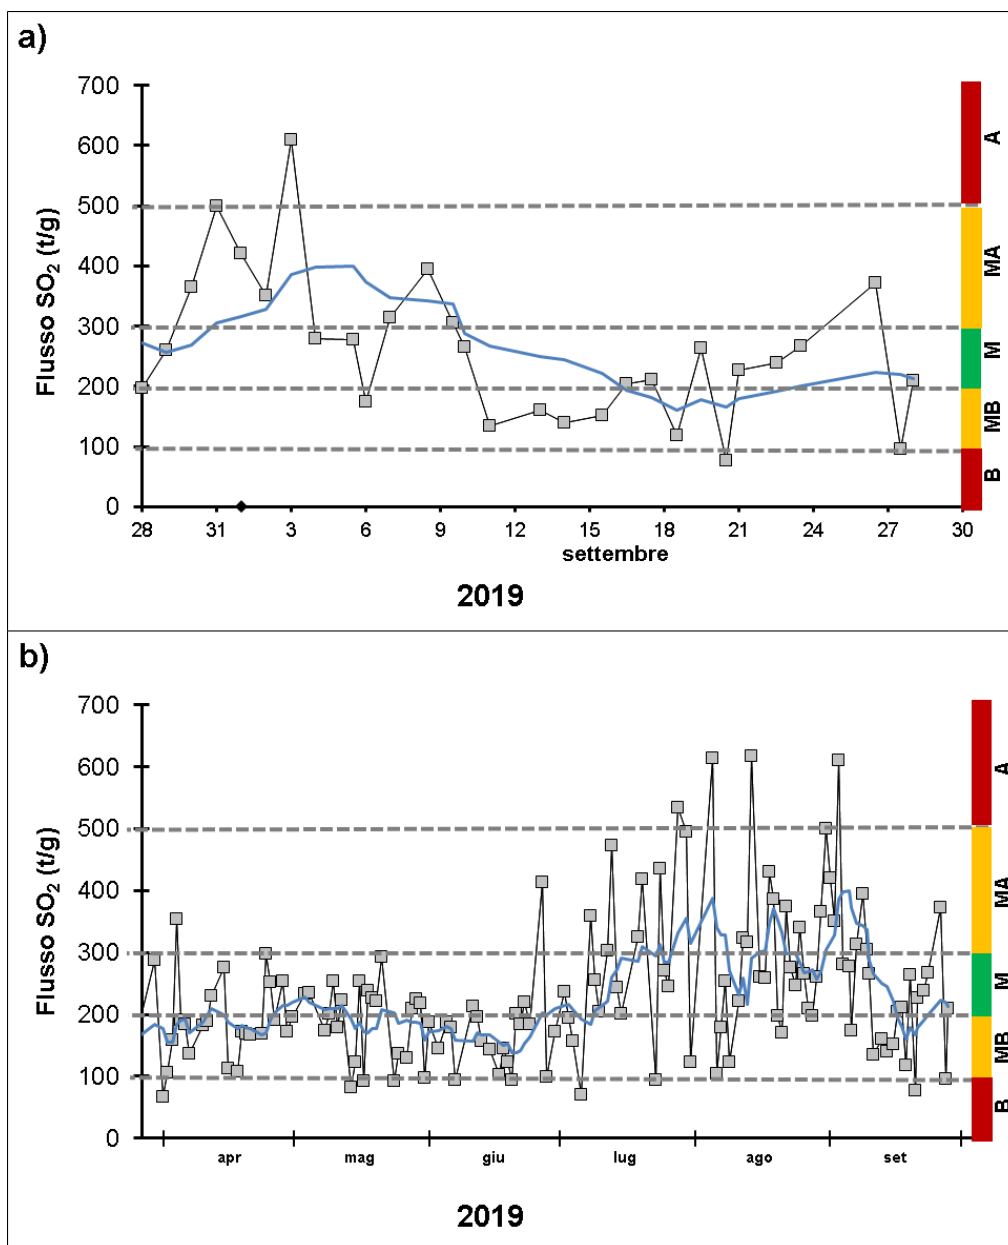 a)
700
600
500
400
300
200
100
0
Flusso SO₂ (t/g)
A
MA
M
MB
B
28 31 3 6 9 12 15 18 21 24 27 30
settembre
2019
b)
700
600
500
400
300
200
100
0
Flusso SO₂ (t/g)
A
MA
M
MB
B
apr mag giu lug ago set
2019